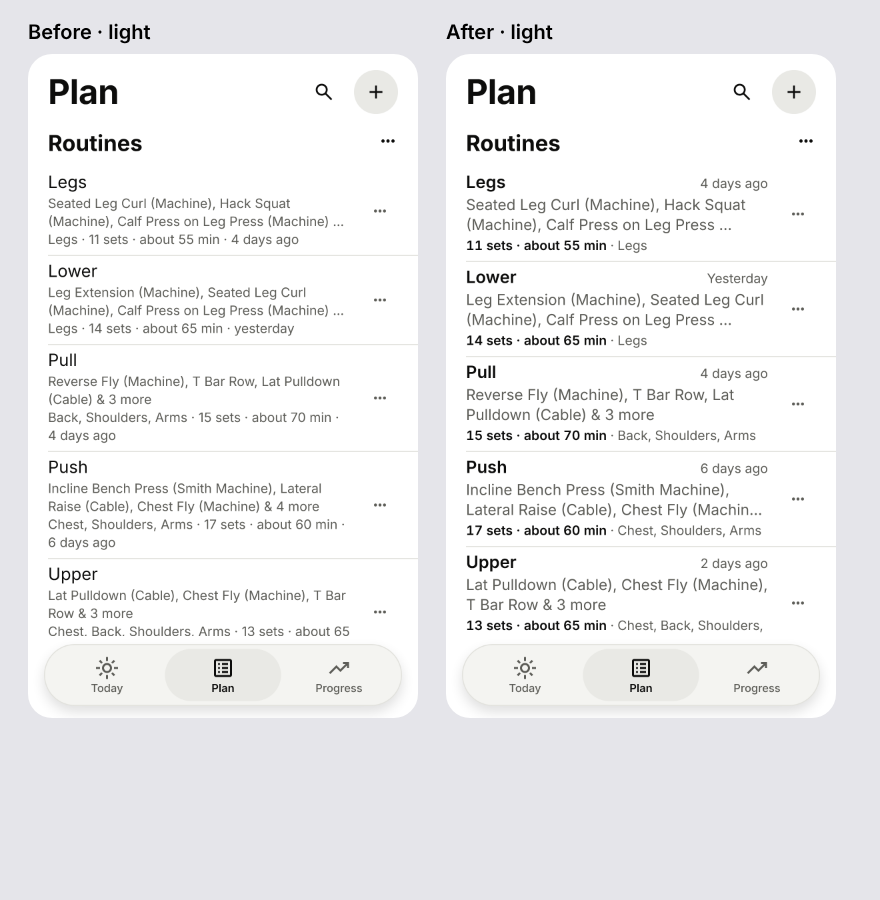 Before · light
Plan
Routines
Legs
Seated Leg Curl (Machine), Hack Squat
(Machine), Calf Press on Leg Press (Machine) ...
Legs · 11 sets · about 55 min · 4 days ago
Lower
Leg Extension (Machine), Seated Leg Curl
(Machine), Calf Press on Leg Press (Machine) ...
Legs · 14 sets · about 65 min · yesterday
Pull
Reverse Fly (Machine), T Bar Row, Lat Pulldown
(Cable) & 3 more
Back, Shoulders, Arms · 15 sets · about 70 min ·
4 days ago
Push
Incline Bench Press (Smith Machine), Lateral
Raise (Cable), Chest Fly (Machine) & 4 more
Chest, Shoulders, Arms · 17 sets · about 60 min ·
6 days ago
Upper
Lat Pulldown (Cable), Chest Fly (Machine), T Bar
Row & 3 more
Chest, Back, Shoulders, Arms · 13 sets · about 65
Today
Plan
Progress
After · light
Plan
Routines
Legs
4 days ago
Seated Leg Curl (Machine), Hack Squat
(Machine), Calf Press on Leg Press ...
11 sets · about 55 min · Legs
Lower
Yesterday
Leg Extension (Machine), Seated Leg Curl
(Machine), Calf Press on Leg Press ...
14 sets · about 65 min · Legs
Pull
4 days ago
Reverse Fly (Machine), T Bar Row, Lat
Pulldown (Cable) & 3 more
15 sets · about 70 min · Back, Shoulders, Arms
Push
6 days ago
Incline Bench Press (Smith Machine),
Lateral Raise (Cable), Chest Fly (Machin...
17 sets · about 60 min · Chest, Shoulders, Arms
Upper
2 days ago
Lat Pulldown (Cable), Chest Fly (Machine),
T Bar Row & 3 more
13 sets · about 65 min · Chest, Back, Shoulders,
Today
Plan
Progress